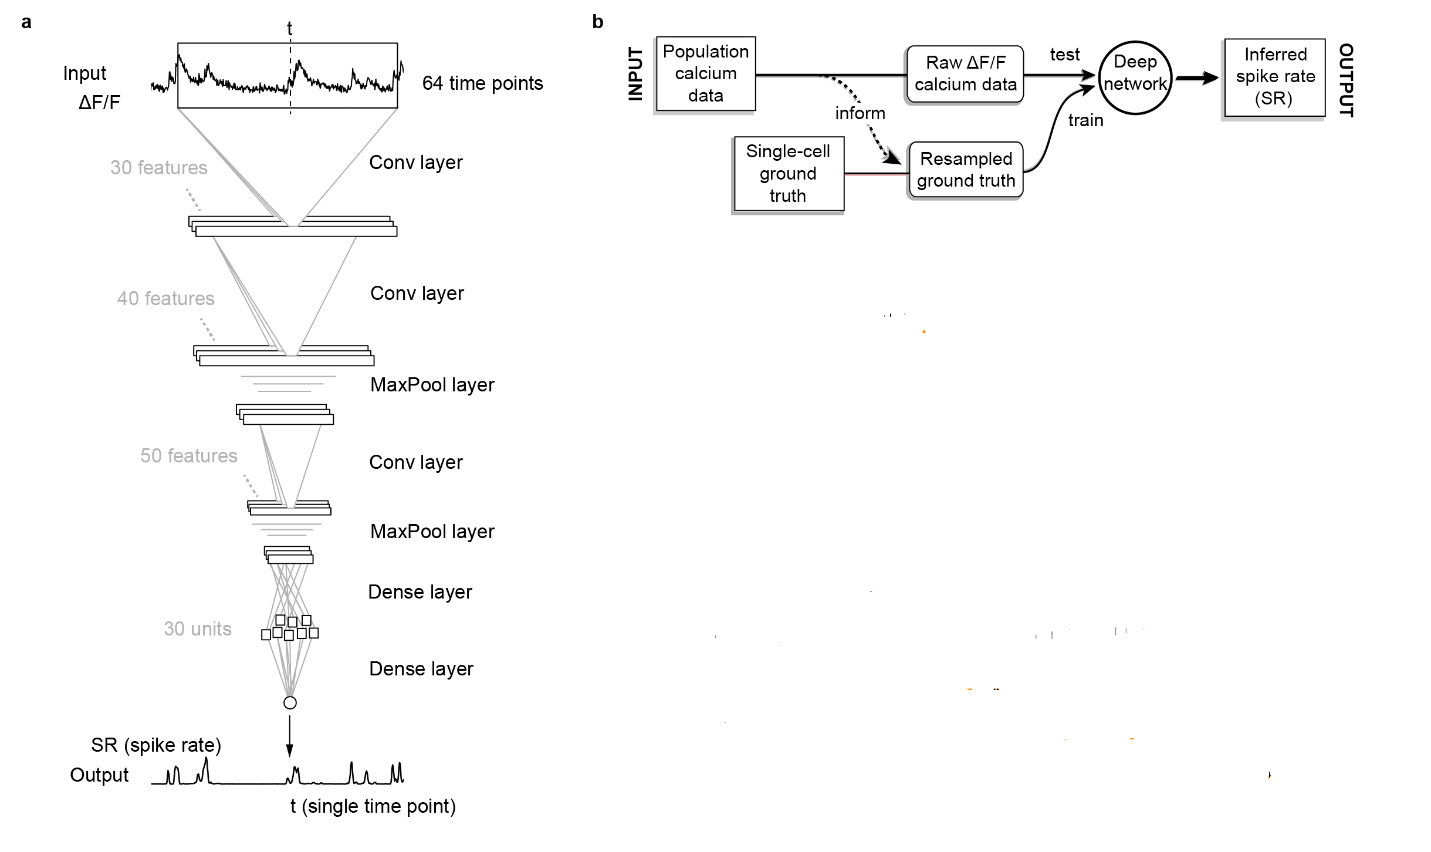 a
t
Input
ΔF/F
64 time points
Conv layer
30 features
Conv layer
40 features
MaxPool layer
50 features
Conv layer
MaxPool layer
Dense layer
30 units
Dense layer
SR (spike rate)
Output
t (single time point)
b
INPUT
Population
calcium
data
Raw ΔF/F
calcium data
test
Deep
network
Inferred
spike rate
(SR)
OUTPUT
inform
train
Single-cell
ground
truth
Resampled
ground truth